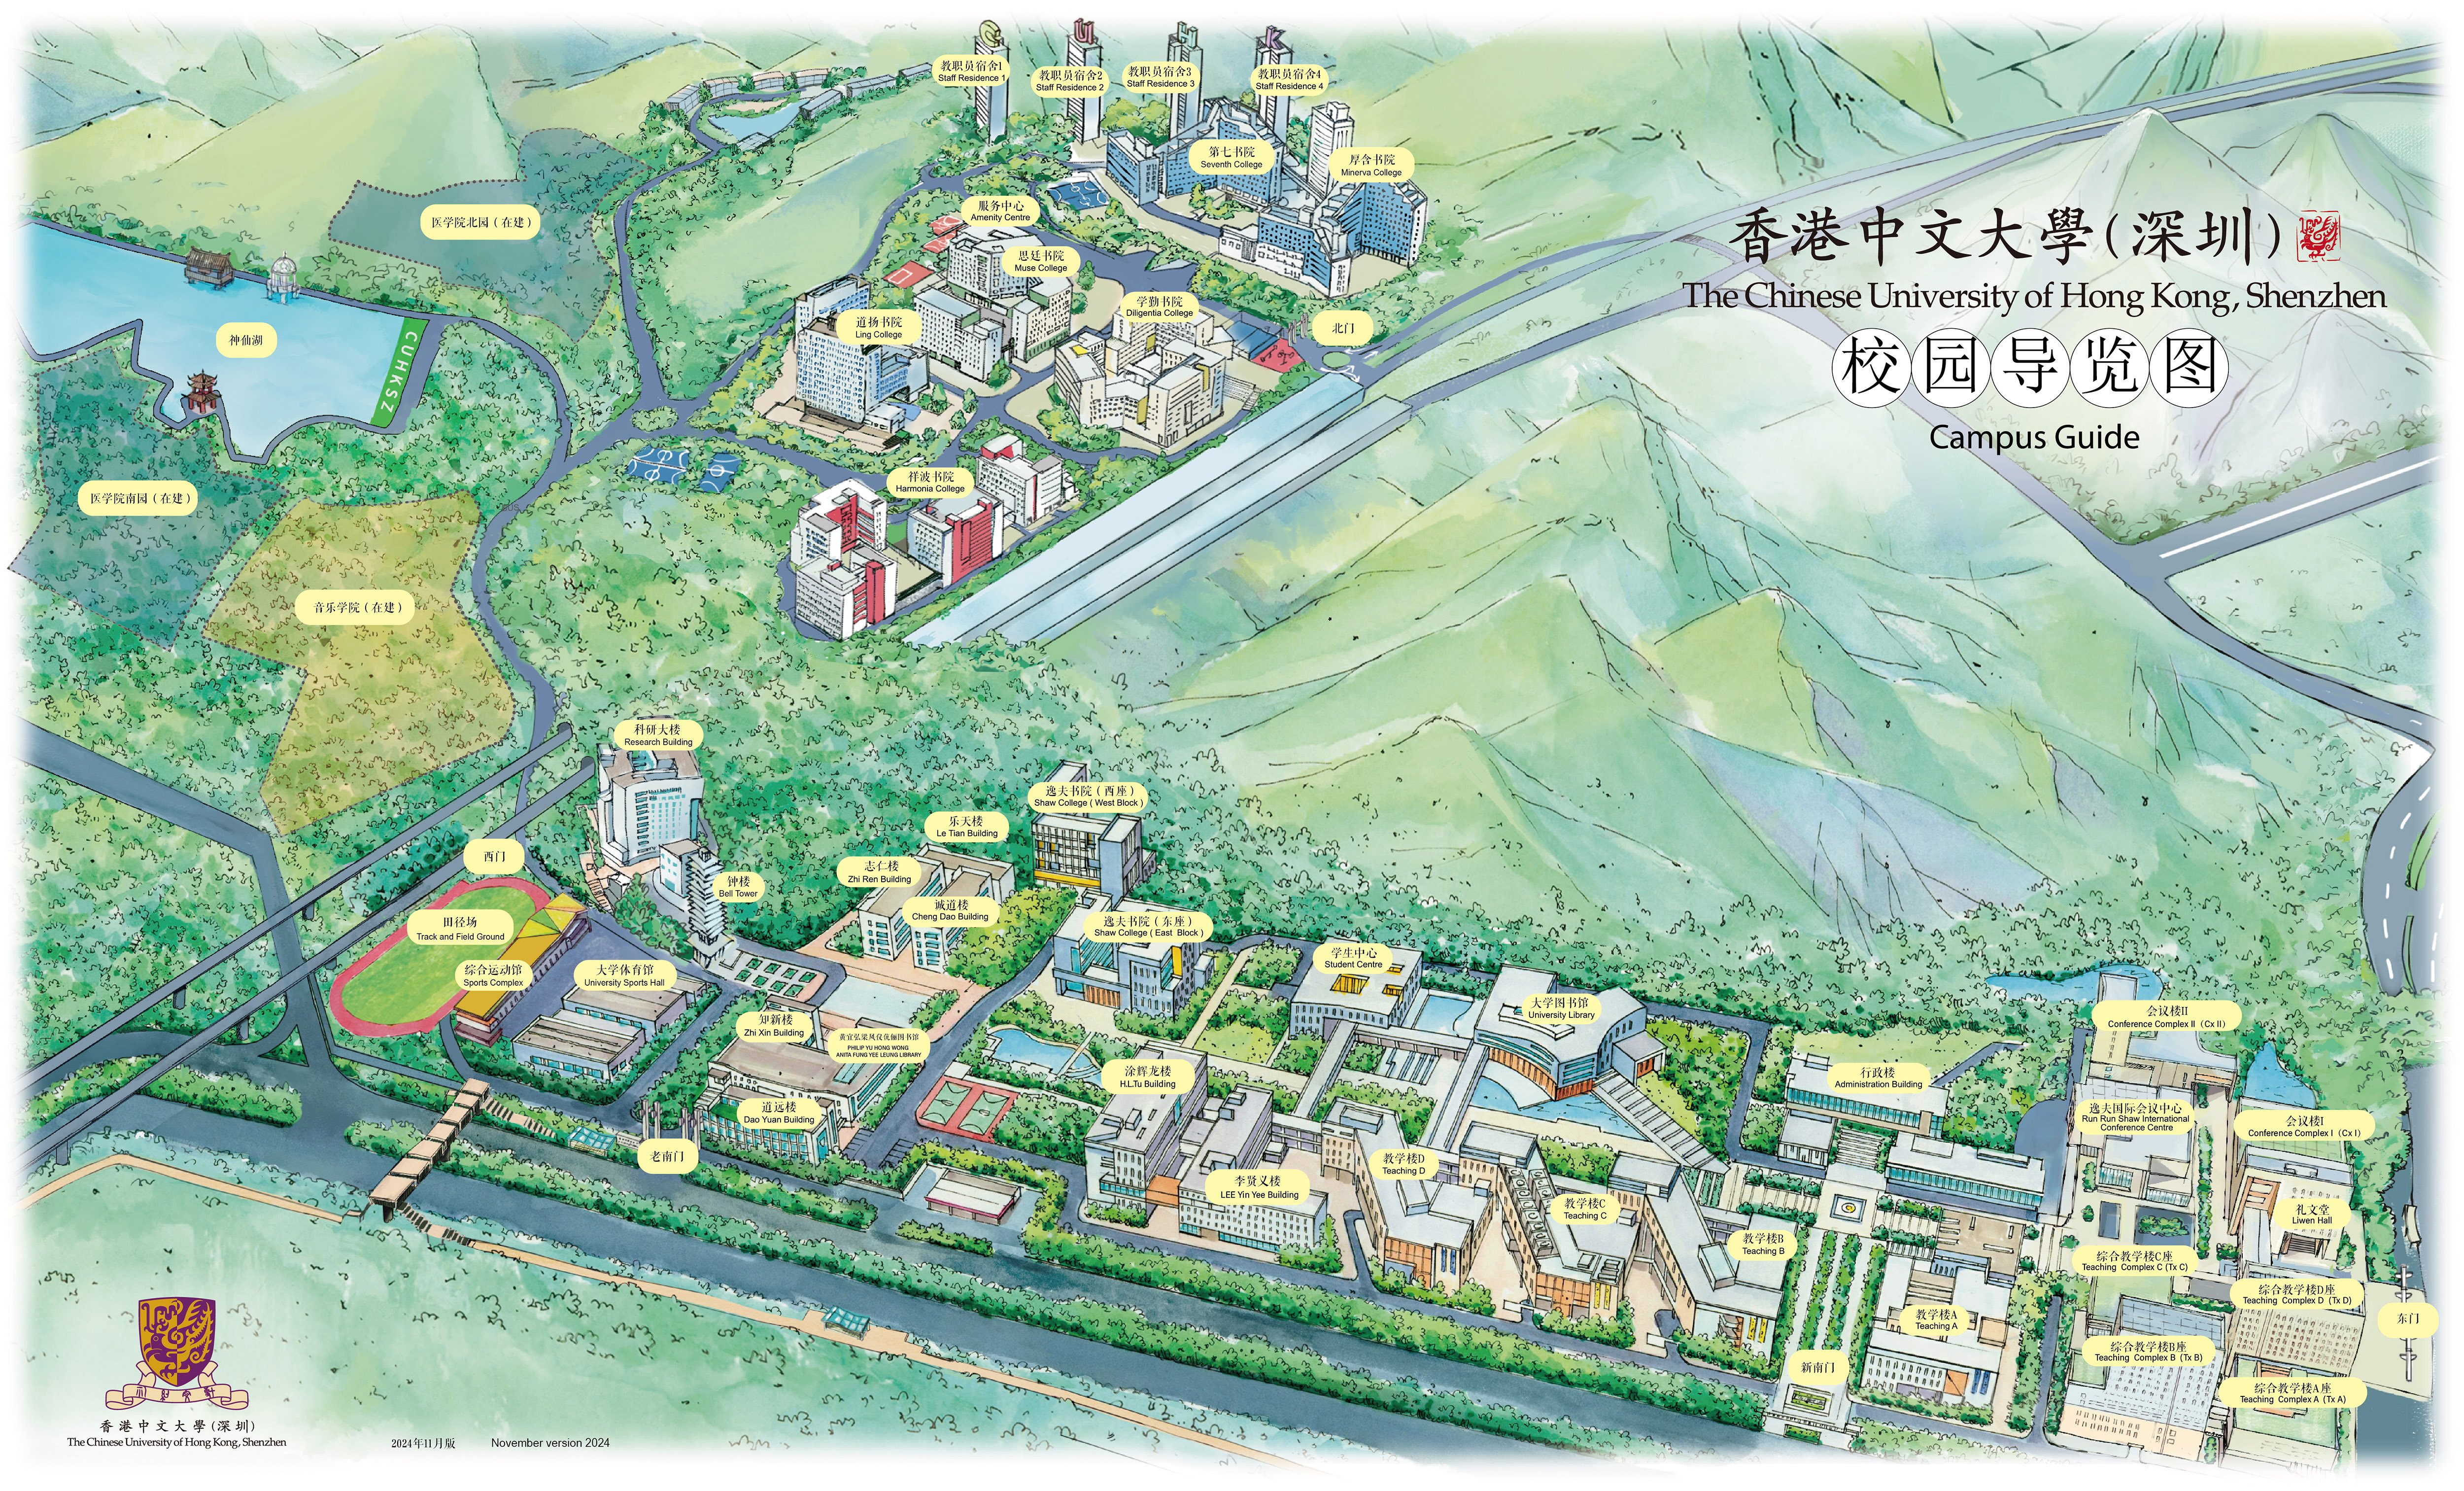 C
U
H
K
教职员宿舍1
Staff Residence 1
教职员宿舍2
Staff Residence 2
教职员宿舍3
Staff Residence 3
教职员宿舍4
Staff Residence 4
第七书院
Seventh College
厚含书院
Minerva College
服务中心
Amenity Centre
思廷书院
Muse College
学勤书院
Diligentia College
道扬书院
Ling College
北门
祥波书院
Harmonia College
医学院北园（在建）
神仙湖
CUHKSZ
医学院南园（在建）
音乐学院（在建）
香港中文大學（深圳）
The Chinese University of Hong Kong, Shenzhen
校园导览图
Campus Guide
科研大楼
Research Building
西门
钟楼
Bell Tower
田径场
Track and Field Ground
综合运动馆
Sports Complex
大学体育馆
University Sports Hall
乐天楼
Le Tian Building
志仁楼
Zhi Ren Building
诚道楼
Cheng Dao Building
逸夫书院（西座）
Shaw College ( West Block )
逸夫书院（东座）
Shaw College ( East Block )
学生中心
Student Centre
大学图书馆
University Library
知新楼
Zhi Xin Building
黄宜弘梁凤仪伉俪图书馆
PHILIP YU HONG WONG
ANITA FUNG YEE LEUNG LIBRARY
道远楼
Dao Yuan Building
老南门
涂辉龙楼
H.L.Tu Building
李贤义楼
LEE Yin Yee Building
教学楼D
Teaching D
教学楼C
Teaching C
教学楼B
Teaching B
教学楼A
Teaching A
新南门
行政楼
Administration Building
会议楼II
Conference Complex II（Cx II）
逸夫国际会议中心
Run Run Shaw International
Conference Centre
会议楼I
Conference Complex I（Cx I）
礼文堂
Liwen Hall
综合教学楼C座
Teaching Complex C (Tx C)
综合教学楼D座
Teaching Complex D (Tx D)
综合教学楼B座
Teaching Complex B (Tx B)
综合教学楼A座
Teaching Complex A (Tx A)
东门
香港中文大學(深圳)
The Chinese University of Hong Kong, Shenzhen
2024年11月版
November version 2024